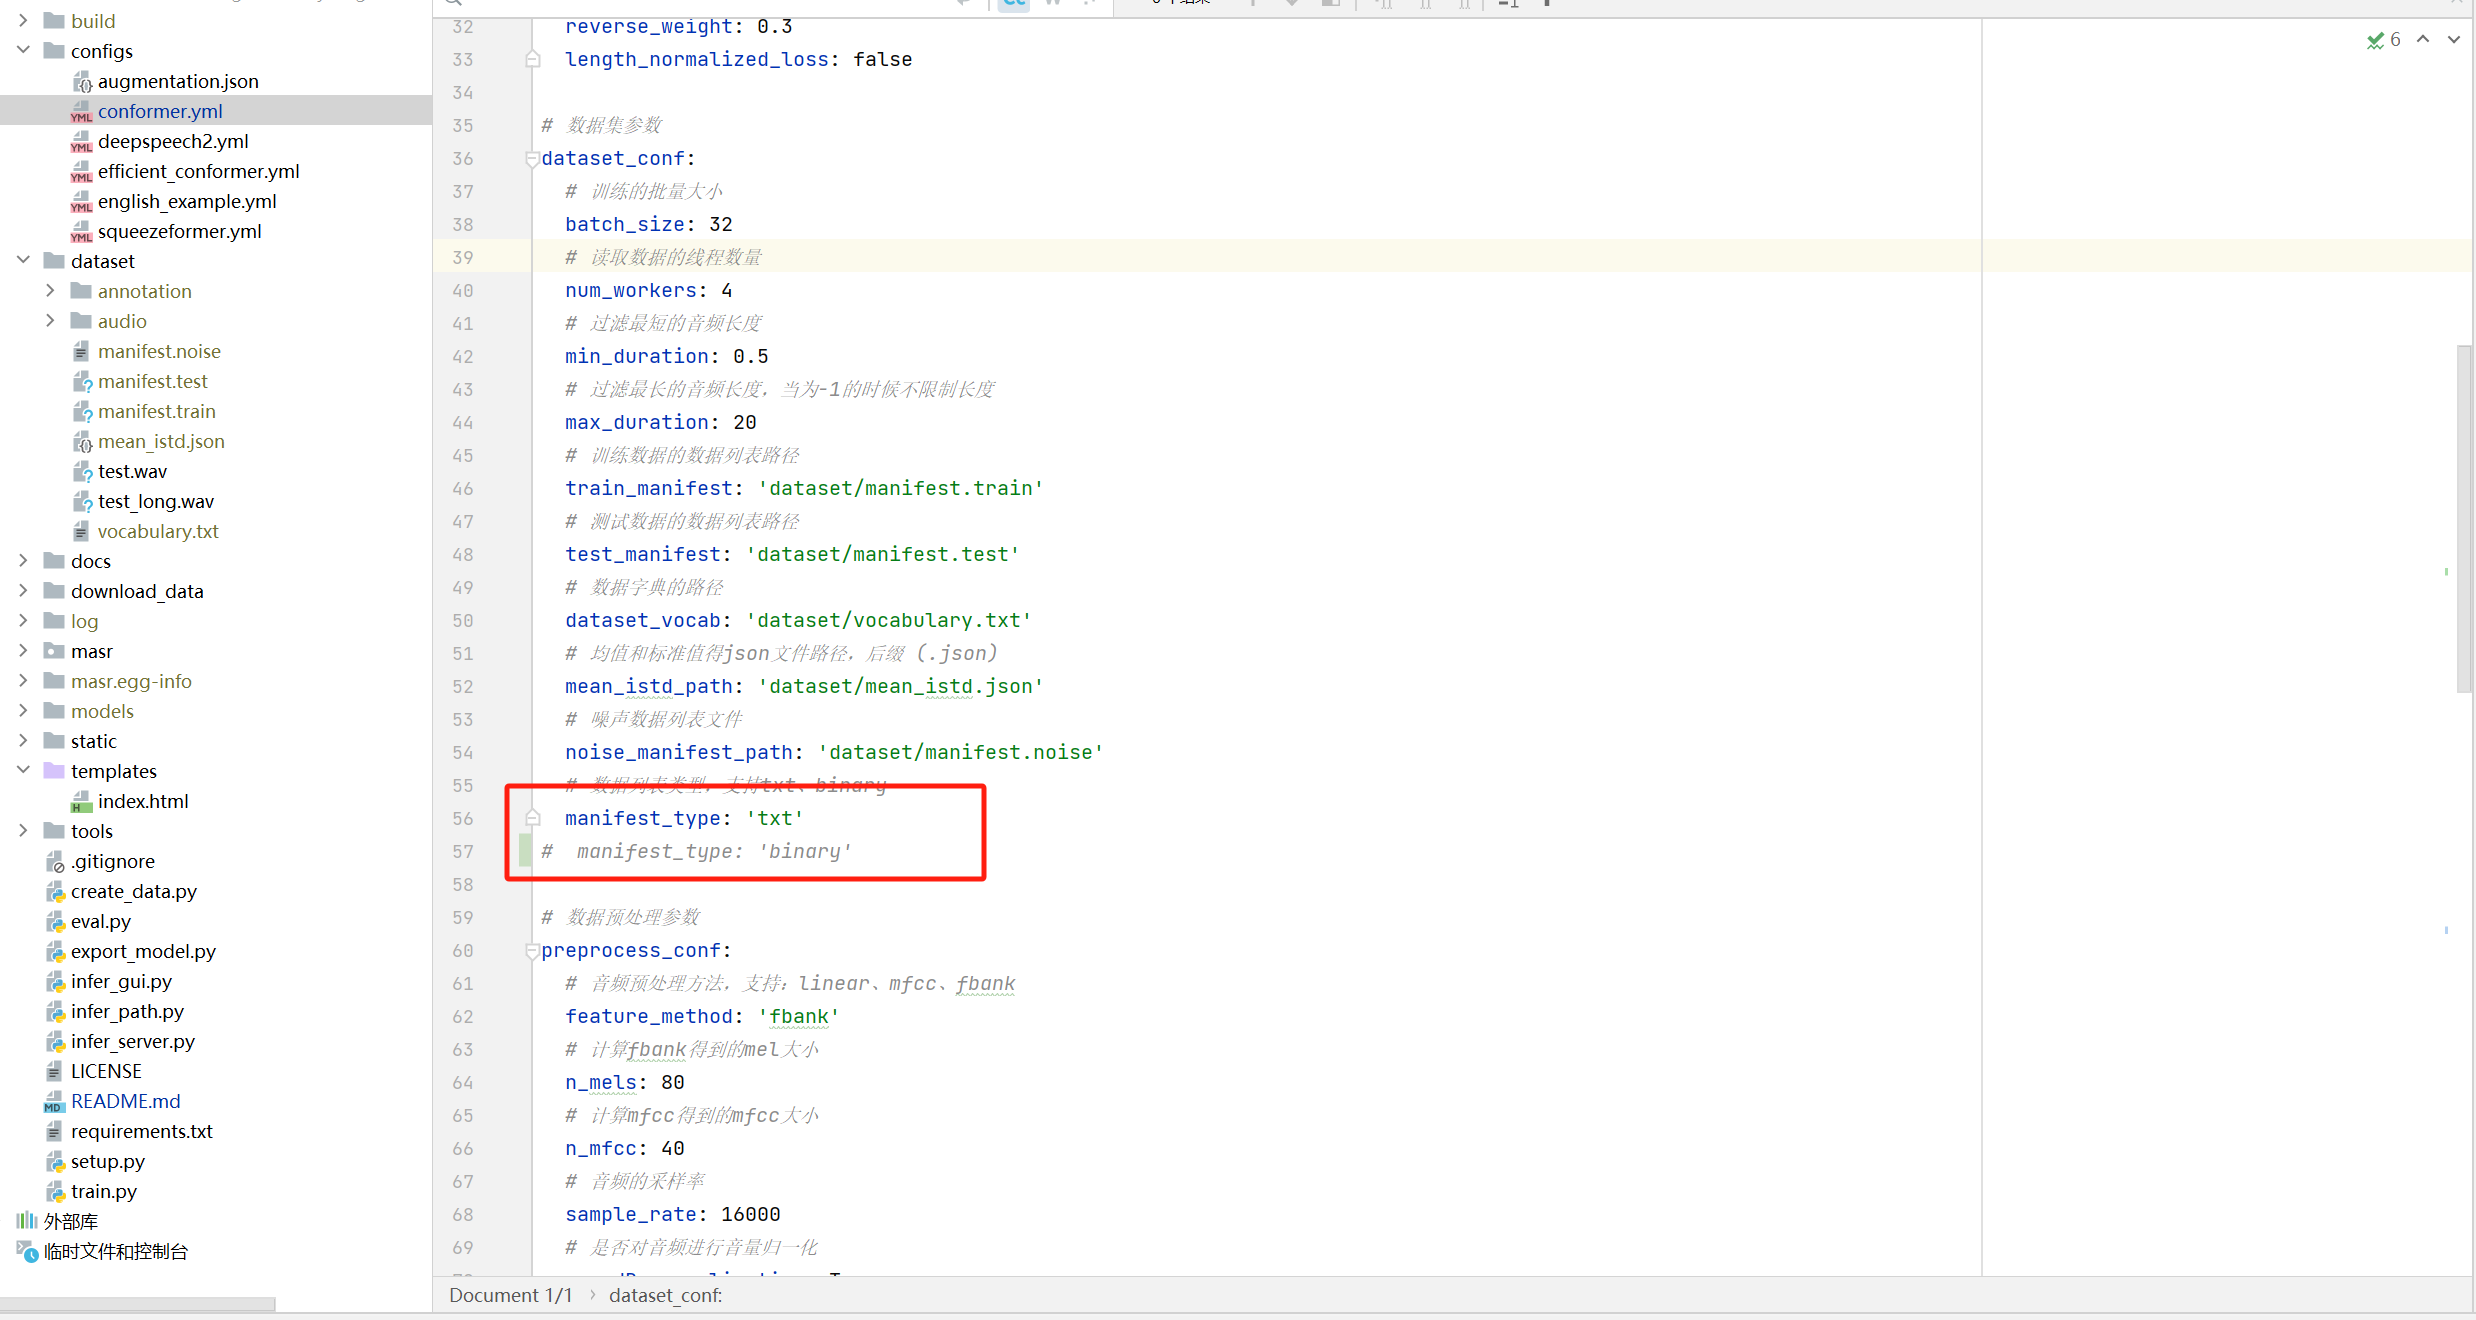 build
configs
augmentation.json
conformer.yml
deepspeech2.yml
efficient_conformer.yml
english_example.yml
squeezeformer.yml
dataset
annotation
audio
manifest.noise
manifest.test
manifest.train
mean_istd.json
test.wav
test_long.wav
vocabulary.txt
docs
download_data
log
masr
masr.egg-info
models
static
templates
index.html
tools
.gitignore
create_data.py
eval.py
export_model.py
infer_gui.py
infer_path.py
infer_server.py
LICENSE
README.md
requirements.txt
setup.py
train.py
外部库
临时文件和控制台
6
32 reverse_weight: 0.3
33 length_normalized_loss: false
34
35 # 数据集参数
36 dataset_conf:
37 # 训练的批量大小
38 batch_size: 32
39 # 读取数据的线程数量
40 num_workers: 4
41 # 过滤最短的音频长度
42 min_duration: 0.5
43 # 过滤最长的音频长度，当为-1的时候不限制长度
44 max_duration: 20
45 # 训练数据的数据列表路径
46 train_manifest: 'dataset/manifest.train'
47 # 测试数据的数据列表路径
48 test_manifest: 'dataset/manifest.test'
49 # 数据字典的路径
50 dataset_vocab: 'dataset/vocabulary.txt'
51 # 均值和标准值得json文件路径，后缀 (.json)
52 mean_istd_path: 'dataset/mean_istd.json'
53 # 噪声数据列表文件
54 noise_manifest_path: 'dataset/manifest.noise'
55 # 数据列表类型，支持txt、binary
56 manifest_type: 'txt'
57 # manifest_type: 'binary'
58
59 # 数据预处理参数
60 preprocess_conf:
61 # 音频预处理方法，支持：linear、mfcc、fbank
62 feature_method: 'fbank'
63 # 计算fbank得到的mel大小
64 n_mels: 80
65 # 计算mfcc得到的mfcc大小
66 n_mfcc: 40
67 # 音频的采样率
68 sample_rate: 16000
69 # 是否对音频进行音量归一化
Document 1/1 › dataset_conf: